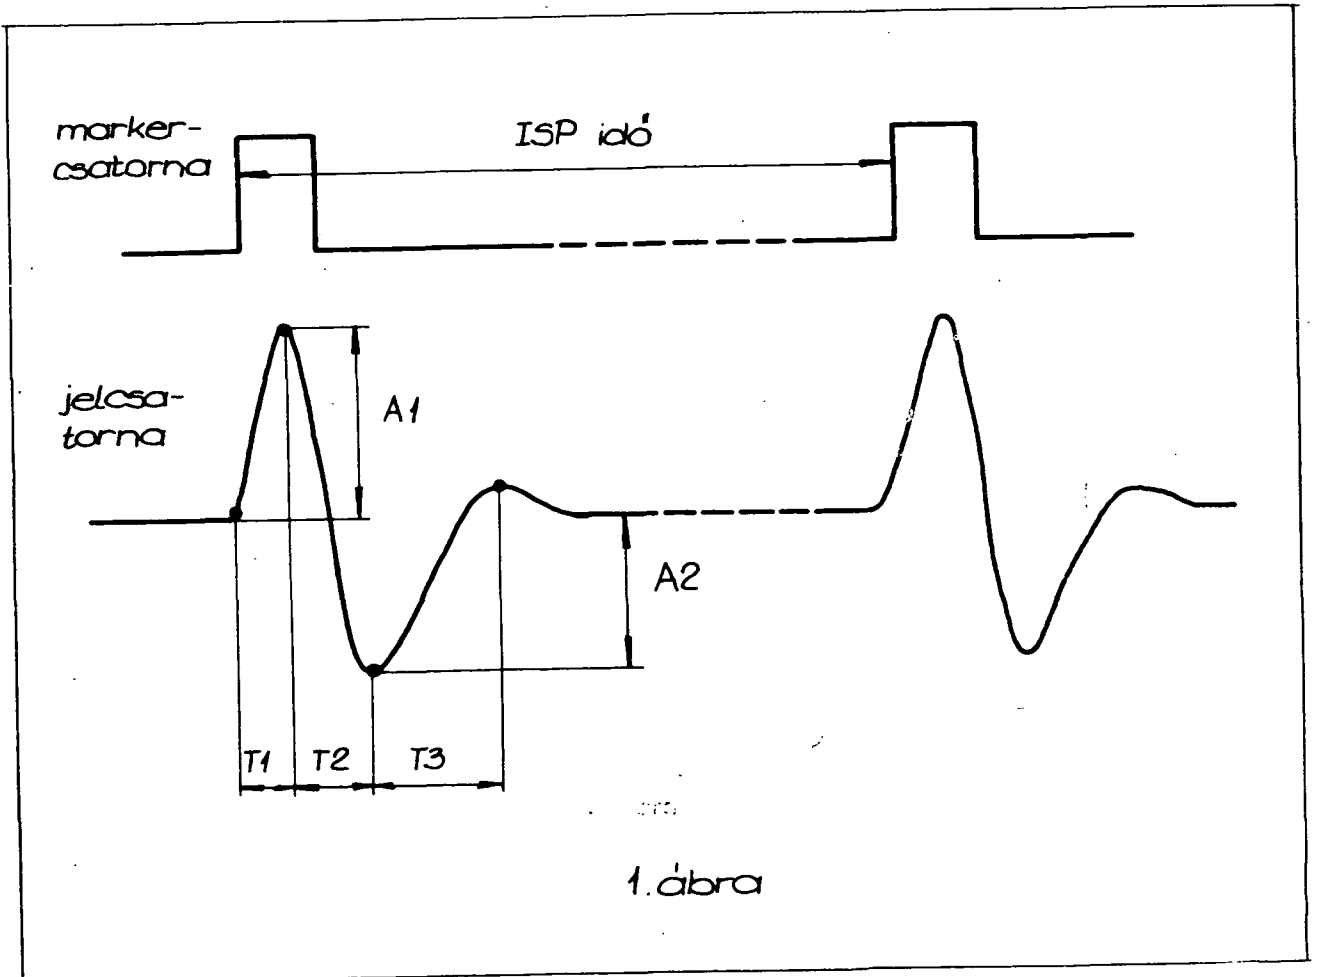 marker-
csatorna
ISP idő
jelcsa-
torna
A1
A2
T1
T2
T3
1. ábra